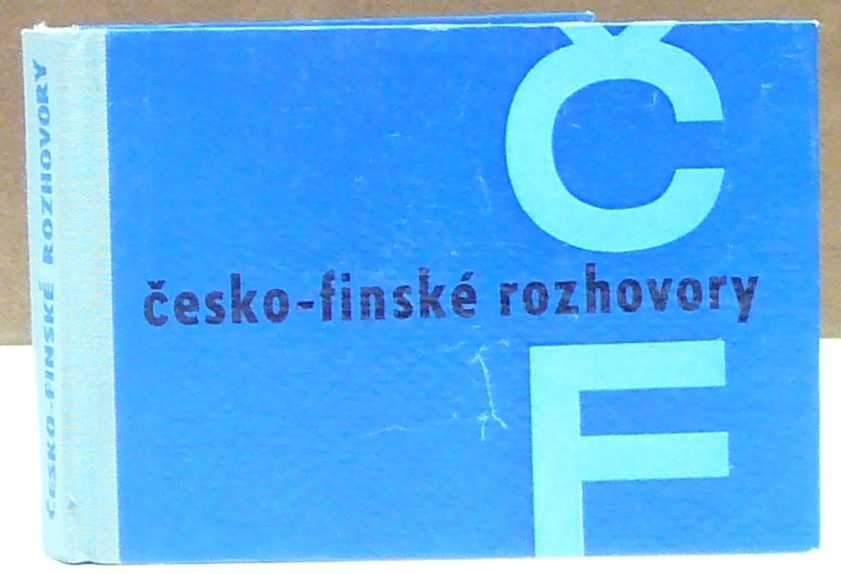 ČESKO-FINSKÉ ROZHOVORY
Č
česko-finské rozhovory
F